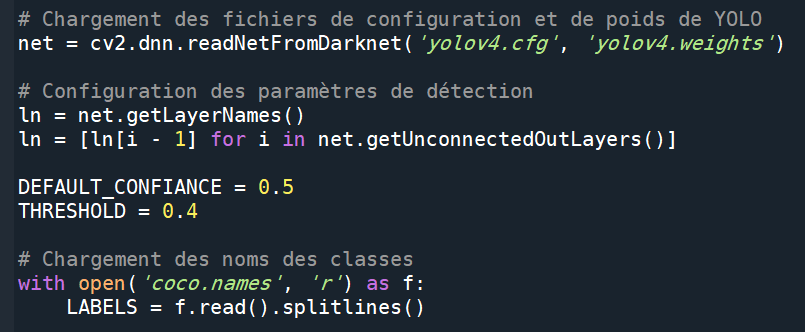 # Chargement des fichiers de configuration et de poids de YOLO
net = cv2.dnn.readNetFromDarknet('yolov4.cfg', 'yolov4.weights')

# Configuration des paramètres de détection
ln = net.getLayerNames()
ln = [ln[i - 1] for i in net.getUnconnectedOutLayers()]

DEFAULT_CONFIANCE = 0.5
THRESHOLD = 0.4

# Chargement des noms des classes
with open('coco.names', 'r') as f:
    LABELS = f.read().splitlines()